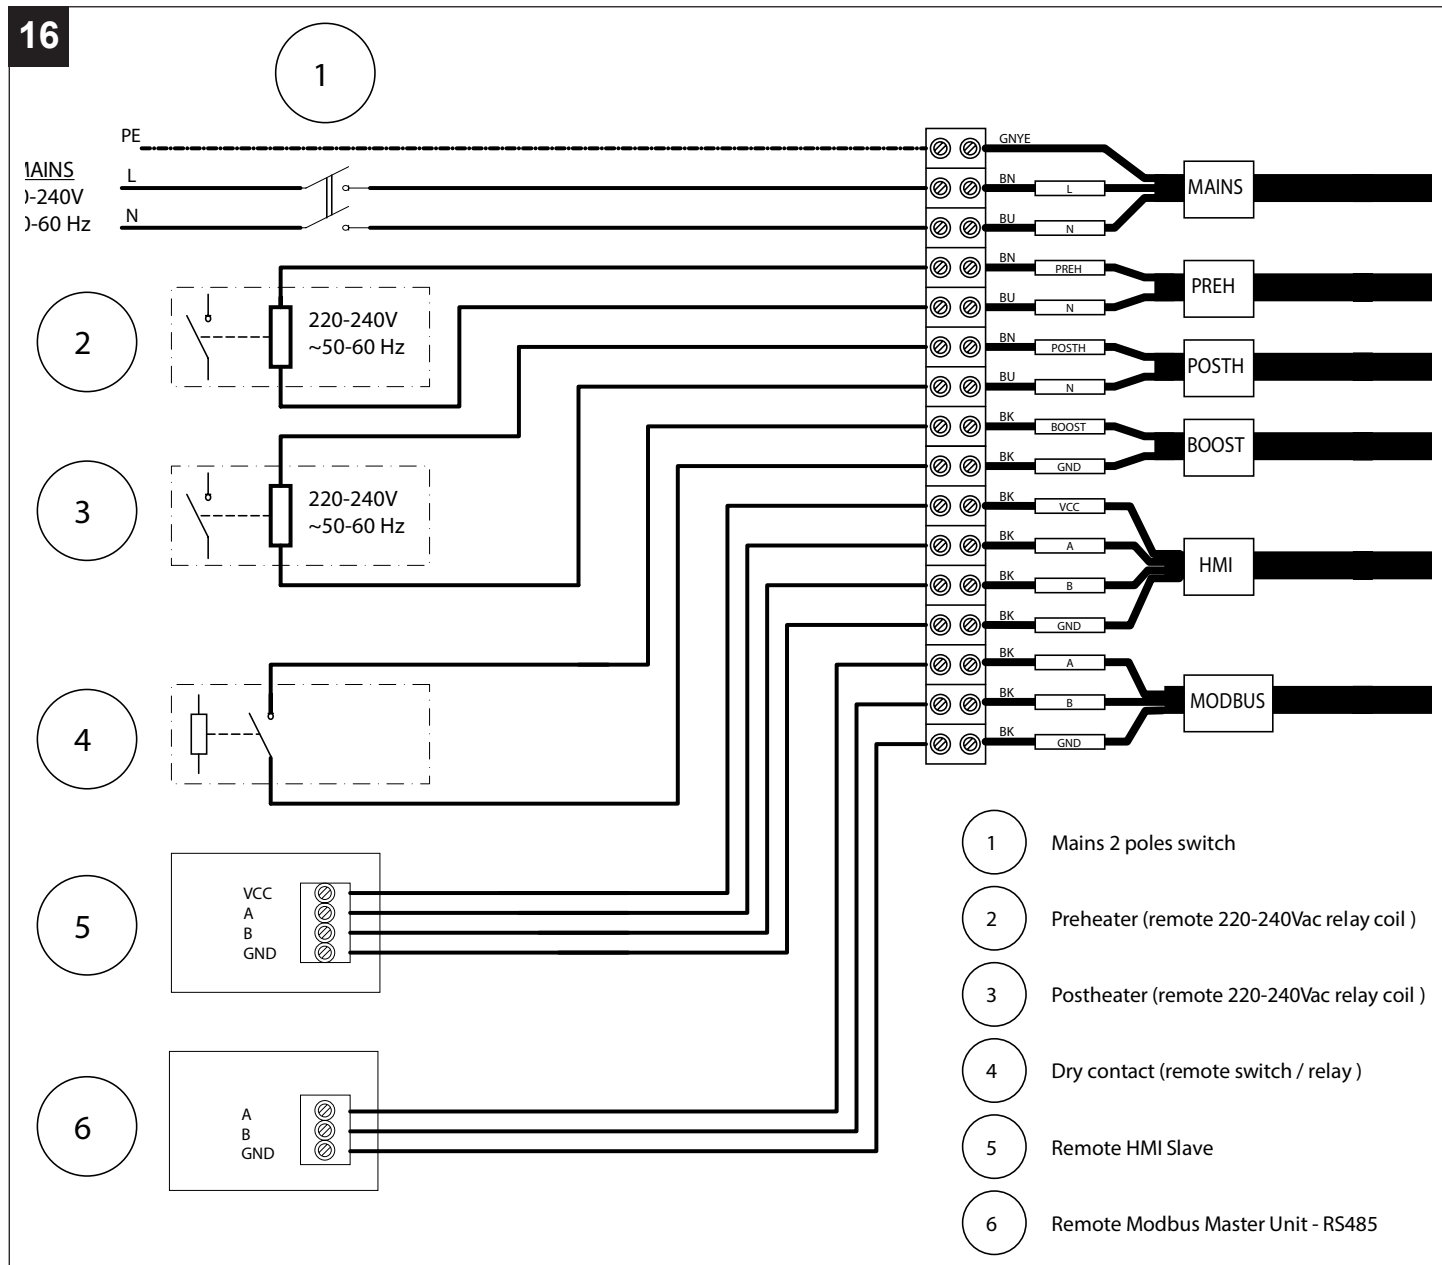 16
1
PE
L
N
-240V
-60 Hz
GNYE
BN
L
BU
N
MAINS
BN
PREH
BU
N
PREH
BN
POSTH
BU
N
POSTH
BK
BOOST
BK
GND
BOOST
BK
VCC
BK
A
BK
B
BK
GND
HMI
BK
A
BK
B
BK
GND
MODBUS
2
220-240V
~50-60 Hz
3
220-240V
~50-60 Hz
4
5
VCC
A
B
GND
6
A
B
GND
1 Mains 2 poles switch
2 Preheater (remote 220-240Vac relay coil )
3 Postheater (remote 220-240Vac relay coil )
4 Dry contact (remote switch / relay )
5 Remote HMI Slave
6 Remote Modbus Master Unit - RS485